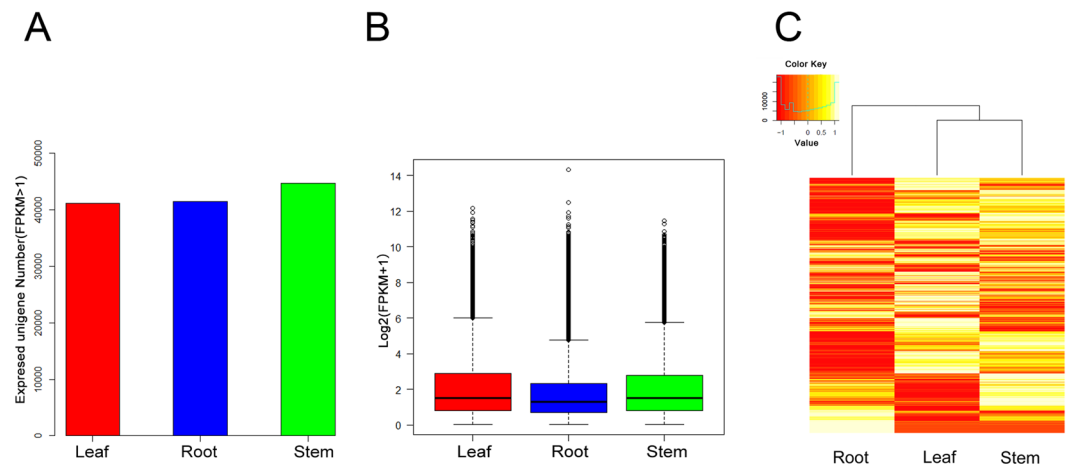 A
B
C
Expresed unigene Number(FPKM>1)
50000
40000
30000
20000
10000
0
Leaf
Root
Stem
Log2(FPKM+1)
14
12
10
8
6
4
2
0
Leaf
Root
Stem
Color Key
0
10000
-1
0
0.5
1
Value
Root
Leaf
Stem